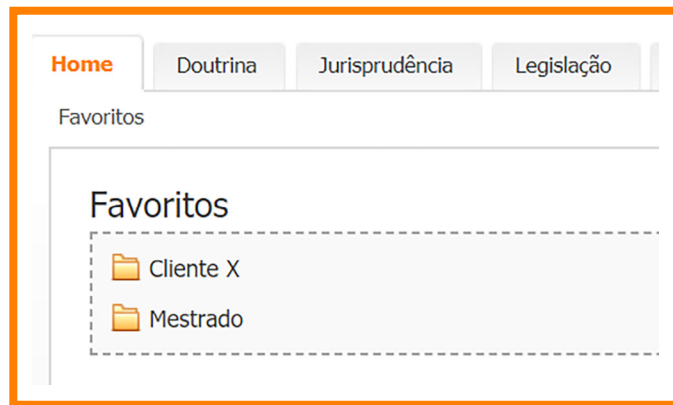 Home Doutrina Jurisprudência Legislação
Favoritos
Favoritos
Cliente X
Mestrado